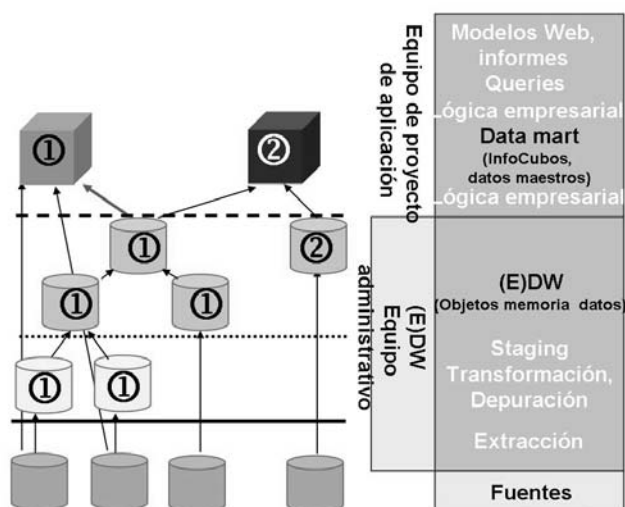 ①
②
①
②
①
①
①
①
Equipo de proyecto
de aplicación
(E)DW
Equipo
administrativo
Modelos Web,
informes
Queries
Lógica empresarial
Data mart
(InfoCubos,
datos maestros)
Lógica empresarial
(E)DW
(Objetos memoria datos)
Staging
Transformación,
Depuración
Extracción
Fuentes